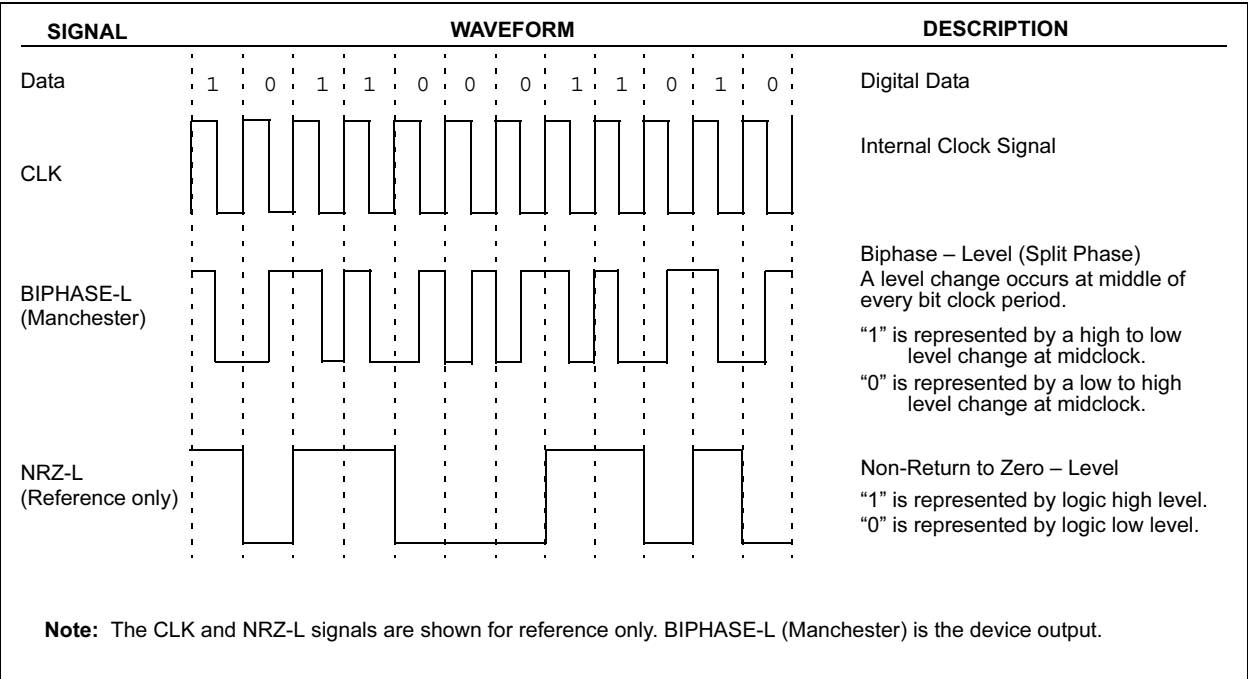 SIGNAL WAVEFORM DESCRIPTION
Data 1 0 1 1 0 0 0 1 1 0 1 0 Digital Data
CLK Internal Clock Signal
BIPHASE-L
(Manchester)
Biphase – Level (Split Phase)
A level change occurs at middle of
every bit clock period.
“1” is represented by a high to low
level change at midclock.
“0” is represented by a low to high
level change at midclock.
NRZ-L
(Reference only)
Non-Return to Zero – Level
“1” is represented by logic high level.
“0” is represented by logic low level.
Note: The CLK and NRZ-L signals are shown for reference only. BIPHASE-L (Manchester) is the device output.